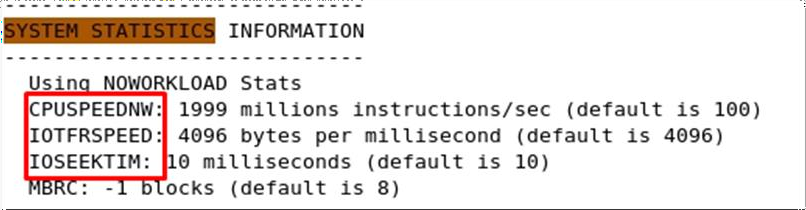 -----------------------------
SYSTEM STATISTICS INFORMATION
-----------------------------
Using NOWORKLOAD Stats
CPUSPEEDNW: 1999 millions instructions/sec (default is 100)
IOTFRSPEED: 4096 bytes per millisecond (default is 4096)
IOSEEKTIM: 10 milliseconds (default is 10)
MBRC: -1 blocks (default is 8)